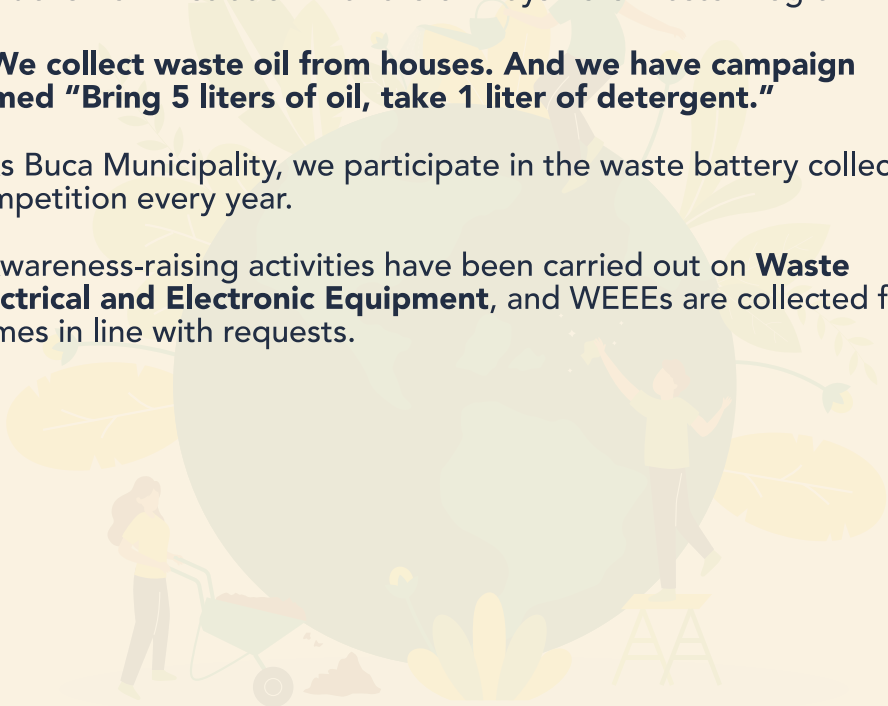 We collect waste oil from houses. And we have campaign
med “Bring 5 liters of oil, take 1 liter of detergent.”
s Buca Municipality, we participate in the waste battery collec
mpetition every year.
wareness-raising activities have been carried out on Waste
ctrical and Electronic Equipment, and WEEEs are collected f
mes in line with requests.